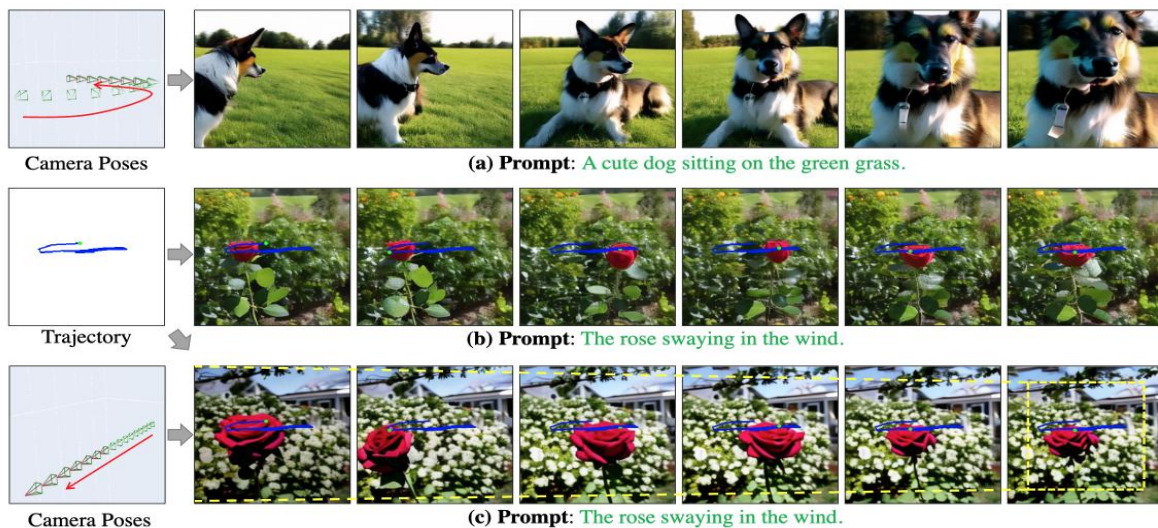 Camera Poses
(a) Prompt: A cute dog sitting on the green grass.
Trajectory
(b) Prompt: The rose swaying in the wind.
Camera Poses
(c) Prompt: The rose swaying in the wind.